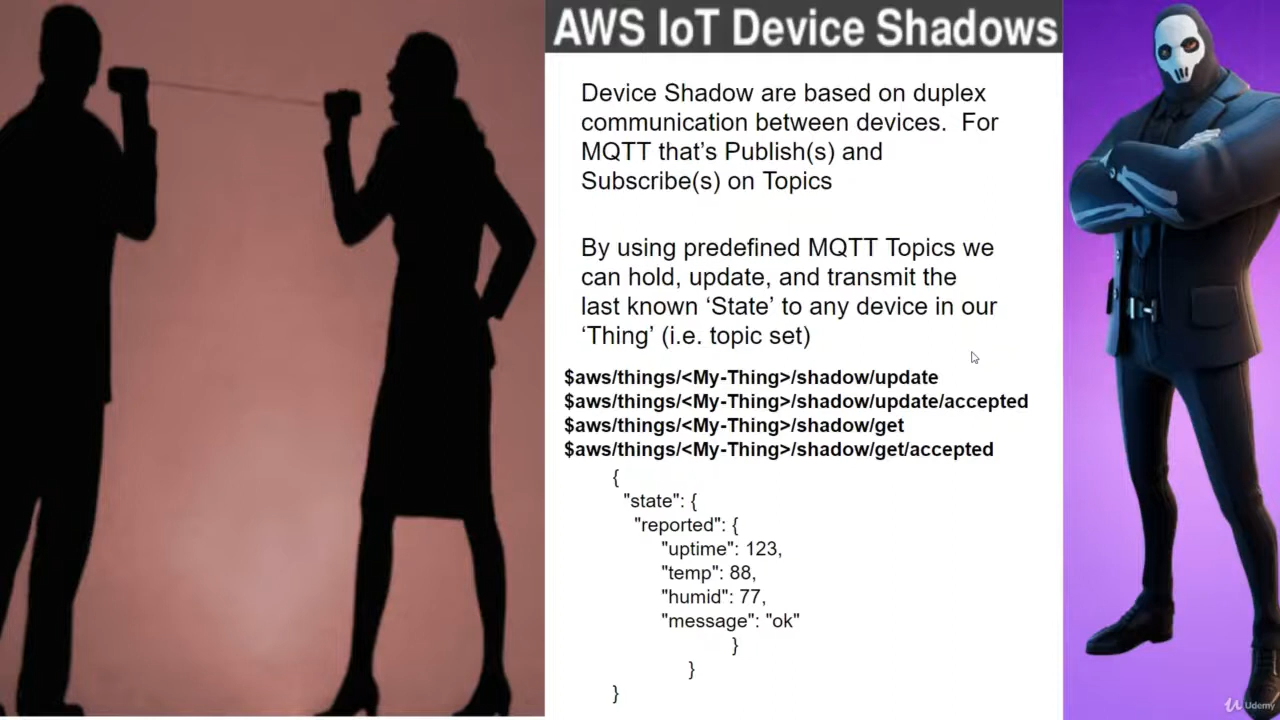 AWS IoT Device Shadows
Device Shadow are based on duplex
communication between devices.  For
MQTT that’s Publish(s) and
Subscribe(s) on Topics
By using predefined MQTT Topics we
can hold, update, and transmit the
last known ‘State’ to any device in our
‘Thing’ (i.e. topic set)
$aws/things/<My-Thing>/shadow/update
$aws/things/<My-Thing>/shadow/update/accepted
$aws/things/<My-Thing>/shadow/get
$aws/things/<My-Thing>/shadow/get/accepted
{
"state": {
"reported": {
"uptime": 123,
"temp": 88,
"humid": 77,
"message": "ok"
}
}
}
Udemy